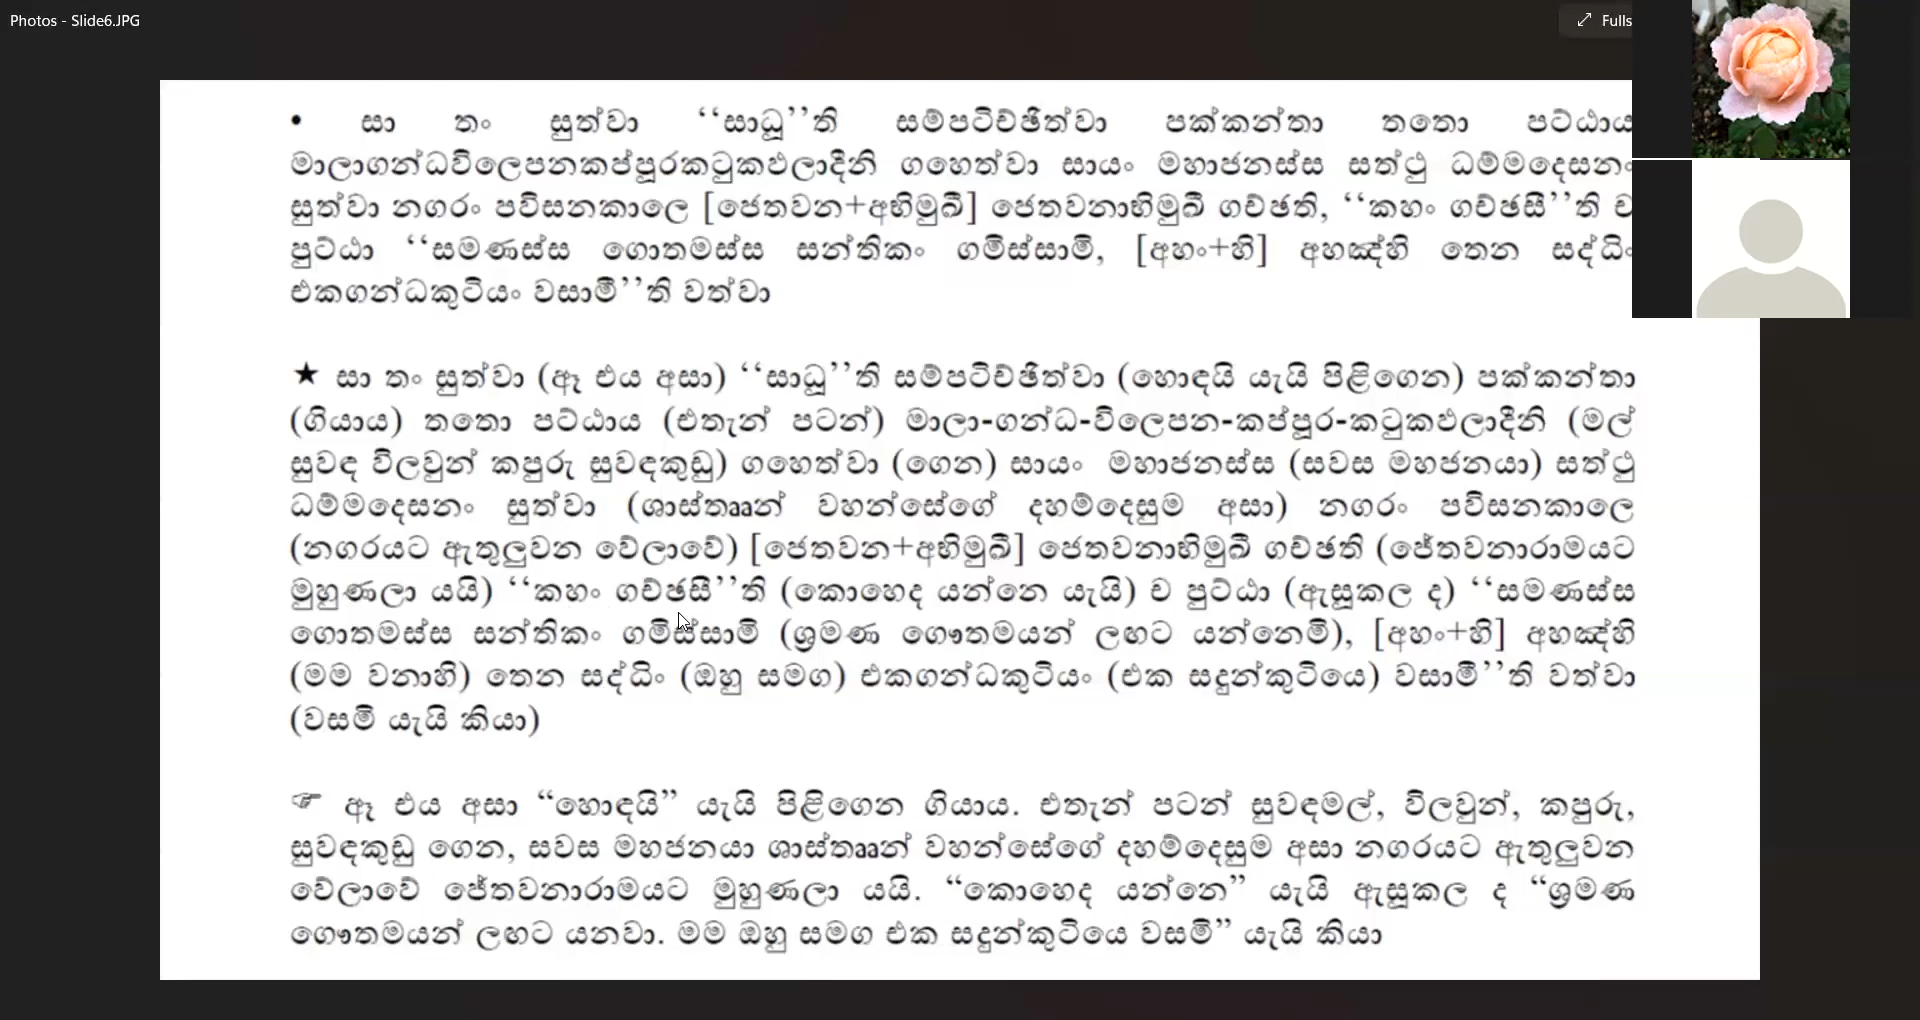 Photos - Slide6.JPG
Fulls
• සා තං සුත්වා ‘‘සාධූ’’ති සම්පටිච්ඡිත්වා පක්කන්තා තතො පට්ඨාය
මාලාගන්ධවිලෙපනකප්පූරකටුකඵලාදීනි ගහෙත්වා සායං මහාජනස්ස සත්ථු ධම්මදෙසනං
සුත්වා නගරං පවිසනකාලෙ [ජෙතවන+අභිමුඛී] ජෙතවනාභිමුඛී ගච්ඡති, ‘‘කහං ගච්ඡසී’’ති ච
පුට්ඨා ‘‘සමණස්ස ගොතමස්ස සන්තිකං ගමිස්සාමි, [අහං+හි] අහඤ්හි තෙන සද්ධිං
එකගන්ධකුටියං වසාමී’’ති වත්වා
★ සා තං සුත්වා (ඈ එය අසා) ‘‘සාධූ’’ති සම්පටිච්ඡිත්වා (හොඳයි යැයි පිළිගෙන) පක්කන්තා
(ගියාය) තතො පට්ඨාය (එතැන් පටන්) මාලා-ගන්ධ-විලෙපන-කප්පූර-කටුකඵලාදීනි (මල්
සුවඳ විලවුන් කපුරු සුවඳකුඩු) ගහෙත්වා (ගෙන) සායං මහාජනස්ස (සවස මහජනයා) සත්ථු
ධම්මදෙසනං සුත්වා (ශාස්තෲන් වහන්සේගේ දහම්දෙසුම අසා) නගරං පවිසනකාලෙ
(නගරයට ඇතුලුවන වේලාවේ) [ජෙතවන+අභිමුඛී] ජෙතවනාභිමුඛී ගච්ඡති (ජේතවනාරාමයට
මුහුණලා යයි) ‘‘කහං ගච්ඡසී’’ති (කොහෙද යන්නෙ යැයි) ච පුට්ඨා (ඇසූකල ද) ‘‘සමණස්ස
ගොතමස්ස සන්තිකං ගමිස්සාමි (ශ්‍රමණ ගෞතමයන් ලඟට යන්නෙමි), [අහං+හි] අහඤ්හි
(මම වනාහි) තෙන සද්ධිං (ඔහු සමග) එකගන්ධකුටියං (එක සඳුන්කුටියෙ) වසාමී’’ති වත්වා
(වසමි යැයි කියා)
☞ ඈ එය අසා “හොඳයි” යැයි පිළිගෙන ගියාය. එතැන් පටන් සුවඳමල්, විලවුන්, කපුරු,
සුවඳකුඩු ගෙන, සවස මහජනයා ශාස්තෲන් වහන්සේගේ දහම්දෙසුම අසා නගරයට ඇතුලුවන
වේලාවේ ජේතවනාරාමයට මුහුණලා යයි. “කොහෙද යන්නෙ” යැයි ඇසූකල ද “ශ්‍රමණ
ගෞතමයන් ලඟට යනවා. මම ඔහු සමග එක සඳුන්කුටියෙ වසමි” යැයි කියා